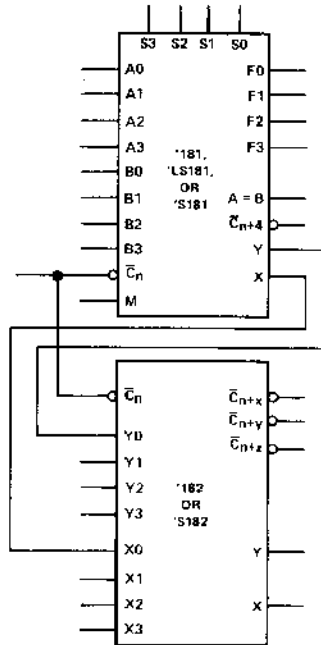 S3 S2 S1 S0
A0 F0
A1 F1
A2 F2
A3 F3
B0
'181,
'LS181,
OR
'S181
B1 A = B
B2 C̅n+4
B3 Y
C̅n X
M
C̅n C̅n+x
C̅n+y
Y0 C̅n+z
Y1
Y2
Y3
'182
OR
'S182
X0 Y
X1
X2 X
X3